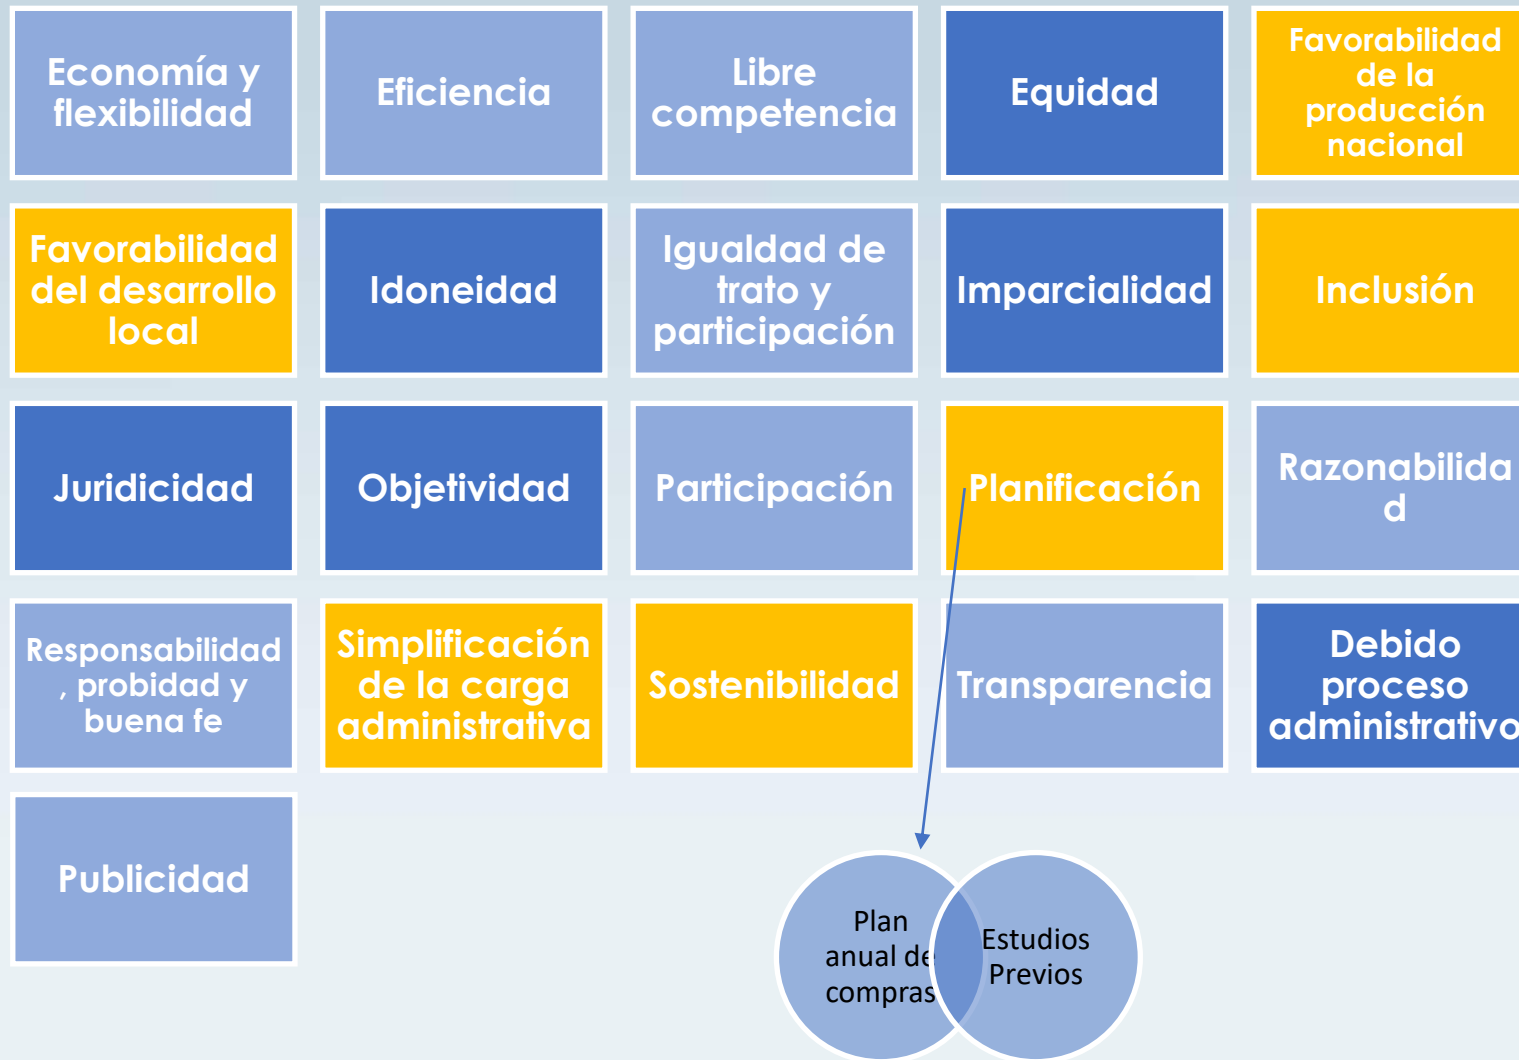 Economía y
flexibilidad
Eficiencia
Libre
competencia
Equidad
Favorabilidad
de la
producción
nacional
Favorabilidad
del desarrollo
local
Idoneidad
Igualdad de
trato y
participación
Imparcialidad
Inclusión
Juridicidad
Objetividad
Participación
Planificación
Razonabilida
d
Responsabilidad
, probidad y
buena fe
Simplificación
de la carga
administrativa
Sostenibilidad
Transparencia
Debido
proceso
administrativo
Publicidad
Plan
anual de
compras
Estudios
Previos